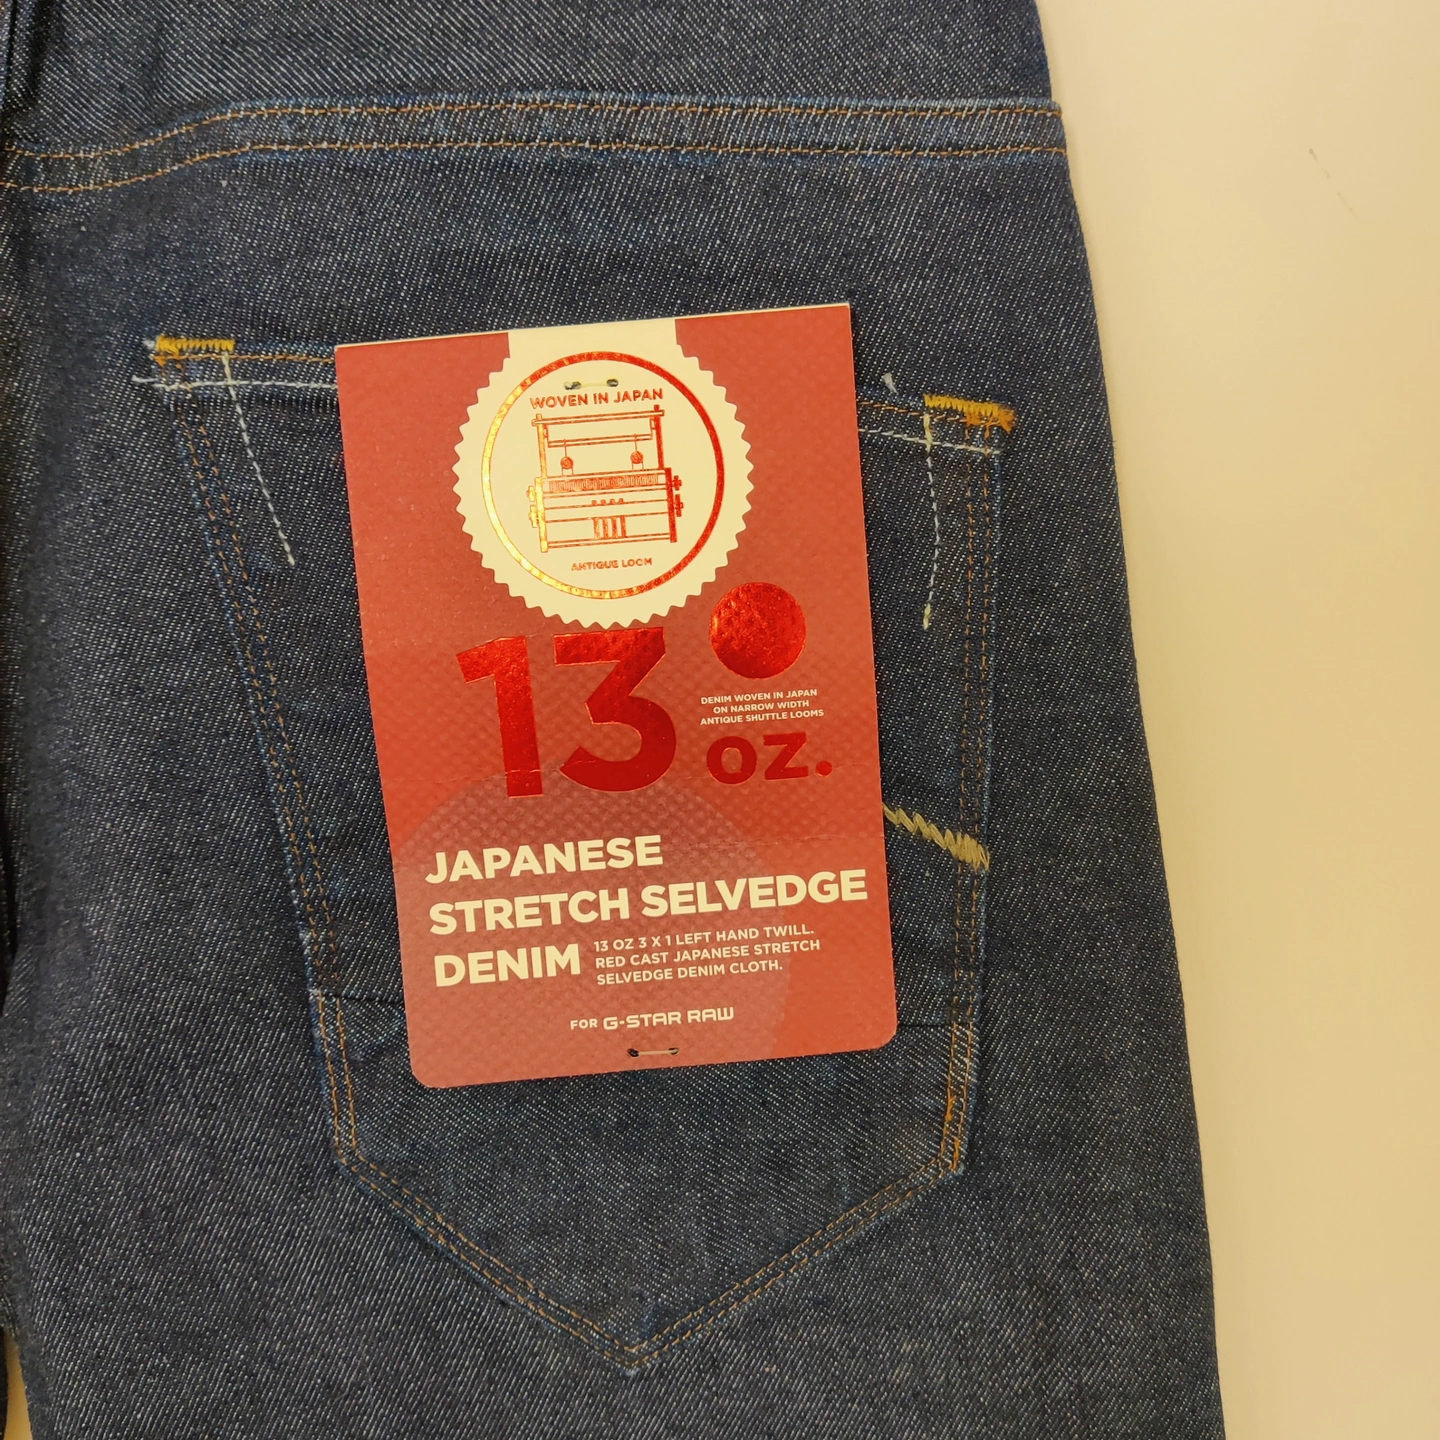 WOVEN IN JAPAN
ANTIQUE LOOM
13
DENIM WOVEN IN JAPAN
ON NARROW WIDTH
ANTIQUE SHUTTLE LOOMS
OZ.
JAPANESE
STRETCH SELVEDGE
DENIM
13 OZ 3 X 1 LEFT HAND TWILL.
RED CAST JAPANESE STRETCH
SELVEDGE DENIM CLOTH.
FOR G-STAR RAW